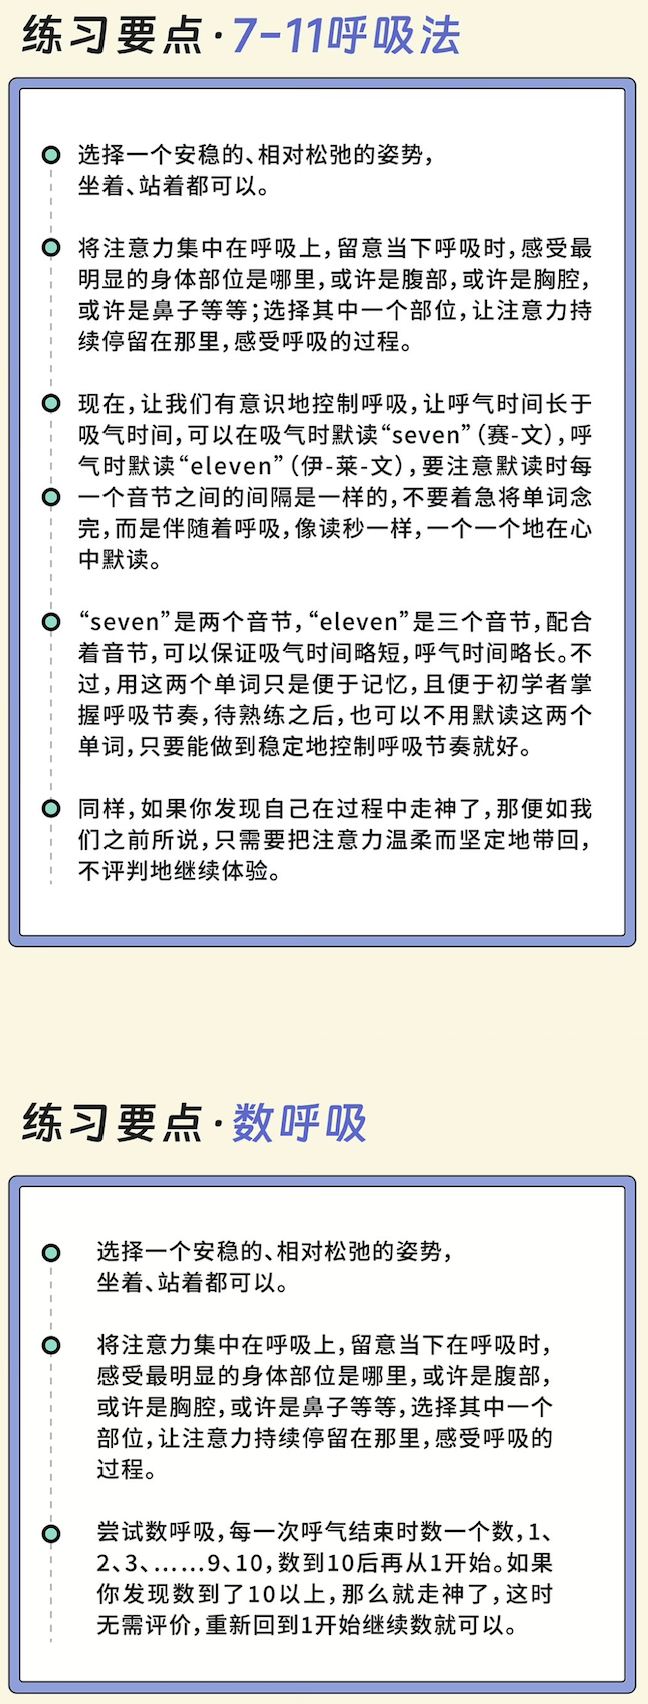 练习要点·7-11呼吸法
选择一个安稳的、相对松弛的姿势，
坐着、站着都可以。
将注意力集中在呼吸上，留意当下呼吸时，感受最
明显的身体部位是哪里，或许是腹部，或许是胸腔，
或许是鼻子等等；选择其中一个部位，让注意力持
续停留在那里，感受呼吸的过程。
现在，让我们有意识地控制呼吸，让呼气时间长于
吸气时间，可以在吸气时默读“seven”（赛-文），呼
气时默读“eleven”（伊-莱-文），要注意默读时每
一个音节之间的间隔是一样的，不要着急将单词念
完，而是伴随着呼吸，像读秒一样，一个一个地在心
中默读。
“seven”是两个音节，“eleven”是三个音节，配合
着音节，可以保证吸气时间略短，呼气时间略长。不
过，用这两个单词只是便于记忆，且便于初学者掌
握呼吸节奏，待熟练之后，也可以不用默读这两个
单词，只要能做到稳定地控制呼吸节奏就好。
同样，如果你发现自己在过程中走神了，那便如我
们之前所说，只需要把注意力温柔而坚定地带回，
不评判地继续体验。
练习要点·数呼吸
选择一个安稳的、相对松弛的姿势，
坐着、站着都可以。
将注意力集中在呼吸上，留意当下在呼吸时，
感受最明显的身体部位是哪里，或许是腹部，
或许是胸腔，或许是鼻子等等，选择其中一个
部位，让注意力持续停留在那里，感受呼吸的
过程。
尝试数呼吸，每一次呼气结束时数一个数，1、
2、3、……9、10，数到10后再从1开始。如果
你发现数到了10以上，那么就走神了，这时
无需评价，重新回到1开始继续数就可以。